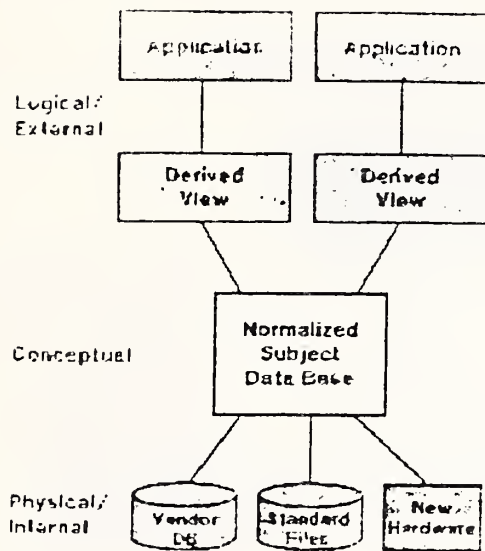 Application
Application
Logical/
External
Derived
View
Derived
View
Conceptual
Normalized
Subject
Data Base
Physical/
Internal
Vendor
DB
Standard
Files
New
Hardware